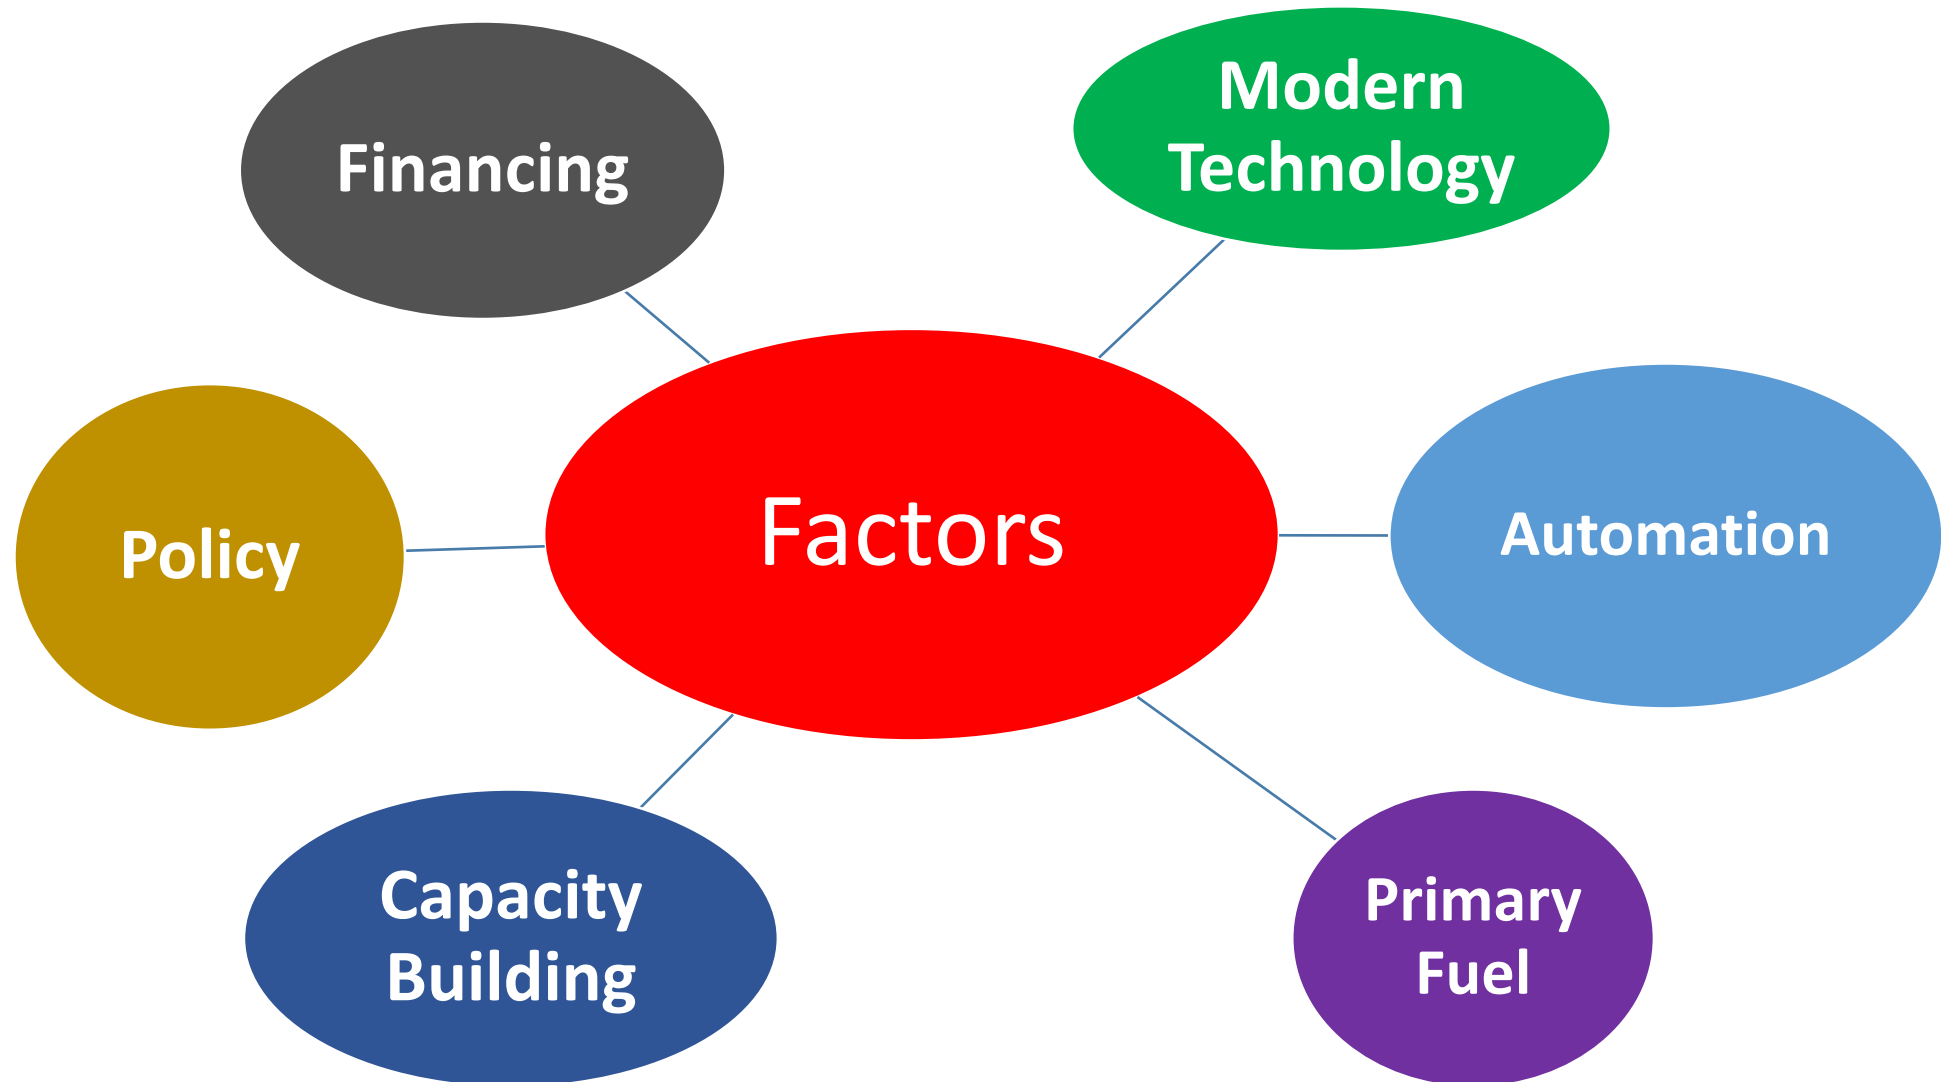 Modern
Technology
Financing
Factors
Automation
Policy
Capacity
Building
Primary
Fuel